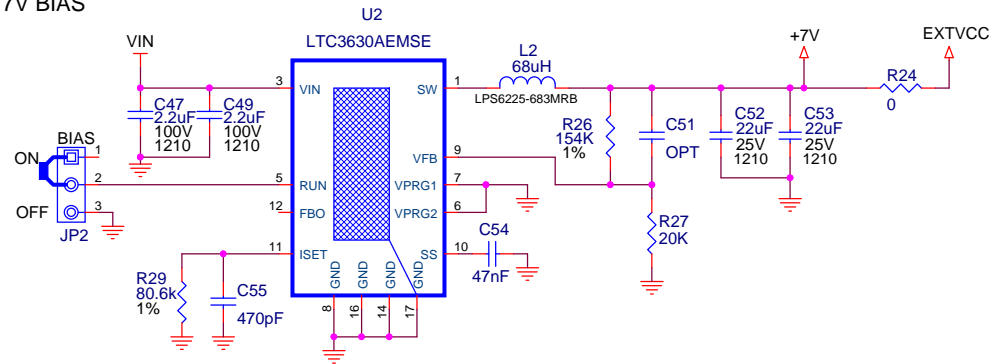 7V BIAS
U2
LTC3630AEMSE
VIN
+7V
EXTVCC
L2
68uH
LPS6225-683MRB
R24
0
3
VIN
SW
1
C47
2.2uF
100V
1210
C49
2.2uF
100V
1210
R26
154K
1%
C51
OPT
C52
22uF
25V
1210
C53
22uF
25V
1210
BIAS
ON
1
2
OFF
3
JP2
VFB
9
5
RUN
VPRG1
7
12
FBO
VPRG2
6
R27
20K
11
ISET
SS
10
C54
47nF
R29
80.6k
1%
C55
470pF
GND
GND
GND
GND
8
16
14
17